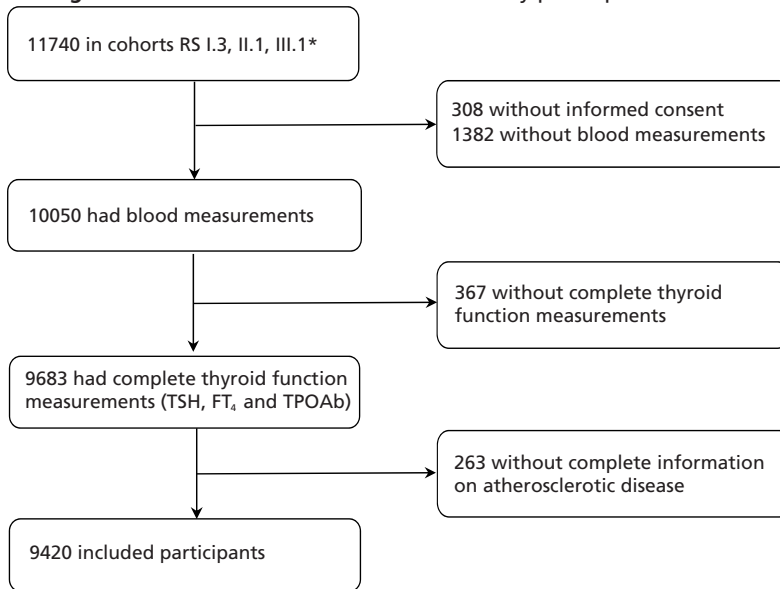 11740 in cohorts RS I.3, II.1, III.1*
308 without informed consent
1382 without blood measurements
10050 had blood measurements
367 without complete thyroid
function measurements
9683 had complete thyroid function
measurements (TSH, FT₄ and TPOAb)
263 without complete information
on atherosclerotic disease
9420 included participants